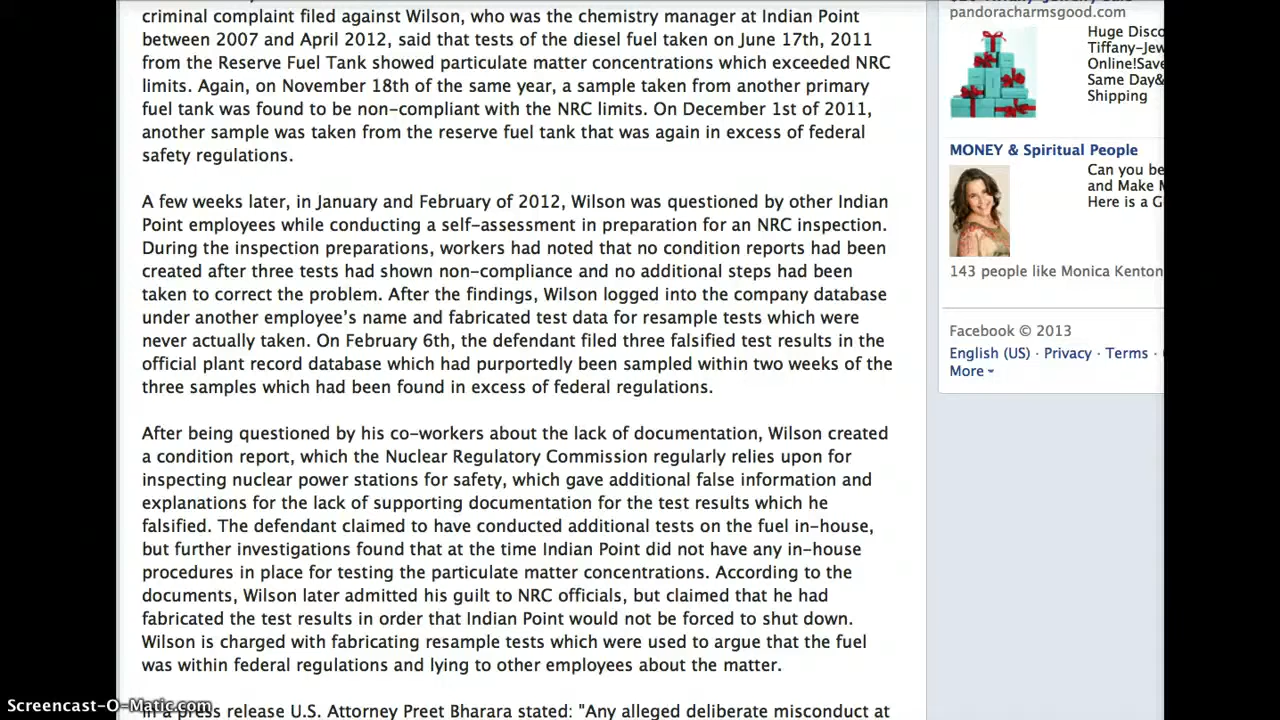 criminal complaint filed against Wilson, who was the chemistry manager at Indian Point
between 2007 and April 2012, said that tests of the diesel fuel taken on June 17th, 2011
from the Reserve Fuel Tank showed particulate matter concentrations which exceeded NRC
limits. Again, on November 18th of the same year, a sample taken from another primary
fuel tank was found to be non-compliant with the NRC limits. On December 1st of 2011,
another sample was taken from the reserve fuel tank that was again in excess of federal
safety regulations.
A few weeks later, in January and February of 2012, Wilson was questioned by other Indian
Point employees while conducting a self-assessment in preparation for an NRC inspection.
During the inspection preparations, workers had noted that no condition reports had been
created after three tests had shown non-compliance and no additional steps had been
taken to correct the problem. After the findings, Wilson logged into the company database
under another employee’s name and fabricated test data for resample tests which were
never actually taken. On February 6th, the defendant filed three falsified test results in the
official plant record database which had purportedly been sampled within two weeks of the
three samples which had been found in excess of federal regulations.
After being questioned by his co-workers about the lack of documentation, Wilson created
a condition report, which the Nuclear Regulatory Commission regularly relies upon for
inspecting nuclear power stations for safety, which gave additional false information and
explanations for the lack of supporting documentation for the test results which he
falsified. The defendant claimed to have conducted additional tests on the fuel in-house,
but further investigations found that at the time Indian Point did not have any in-house
procedures in place for testing the particulate matter concentrations. According to the
documents, Wilson later admitted his guilt to NRC officials, but claimed that he had
fabricated the test results in order that Indian Point would not be forced to shut down.
Wilson is charged with fabricating resample tests which were used to argue that the fuel
was within federal regulations and lying to other employees about the matter.
In a press release U.S. Attorney Preet Bharara stated: "Any alleged deliberate misconduct at
pandoracharmsgood.com
Huge Disco
Tiffany-Jew
Online!Save
Same Day&
Shipping
MONEY & Spiritual People
Can you be
and Make M
Here is a G
143 people like Monica Kenton
Facebook © 2013
English (US) · Privacy · Terms ·
More
Screencast-O-Matic.com